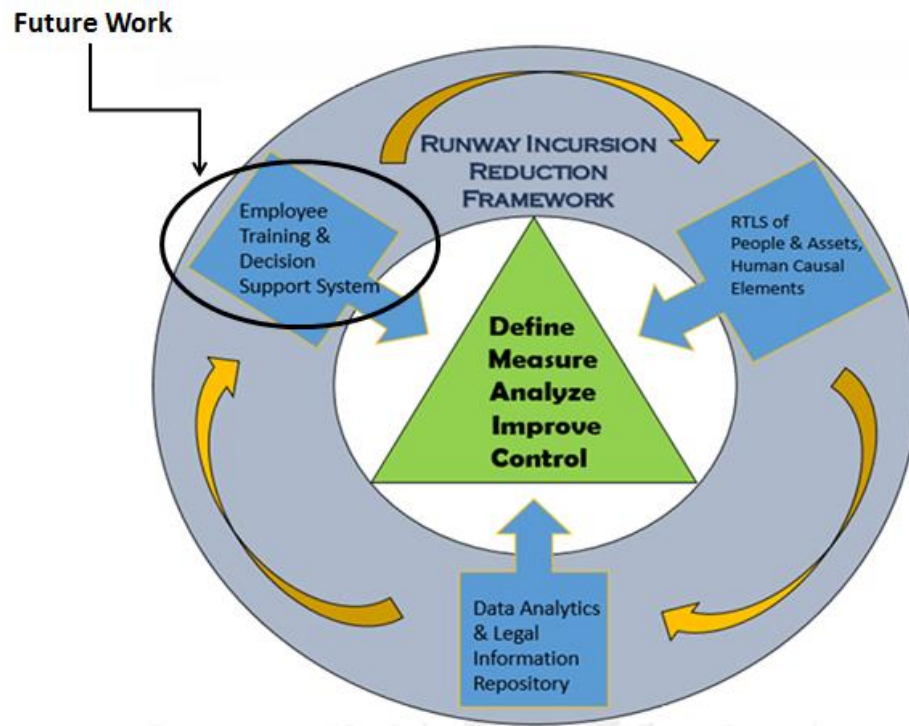 Future Work
RUNWAY INCURSION
REDUCTION
FRAMEWORK
Employee
Training &
Decision
Support System
RTLS of
People & Assets,
Human Causal
Elements
Define
Measure
Analyze
Improve
Control
Data Analytics
& Legal
Information
Repository